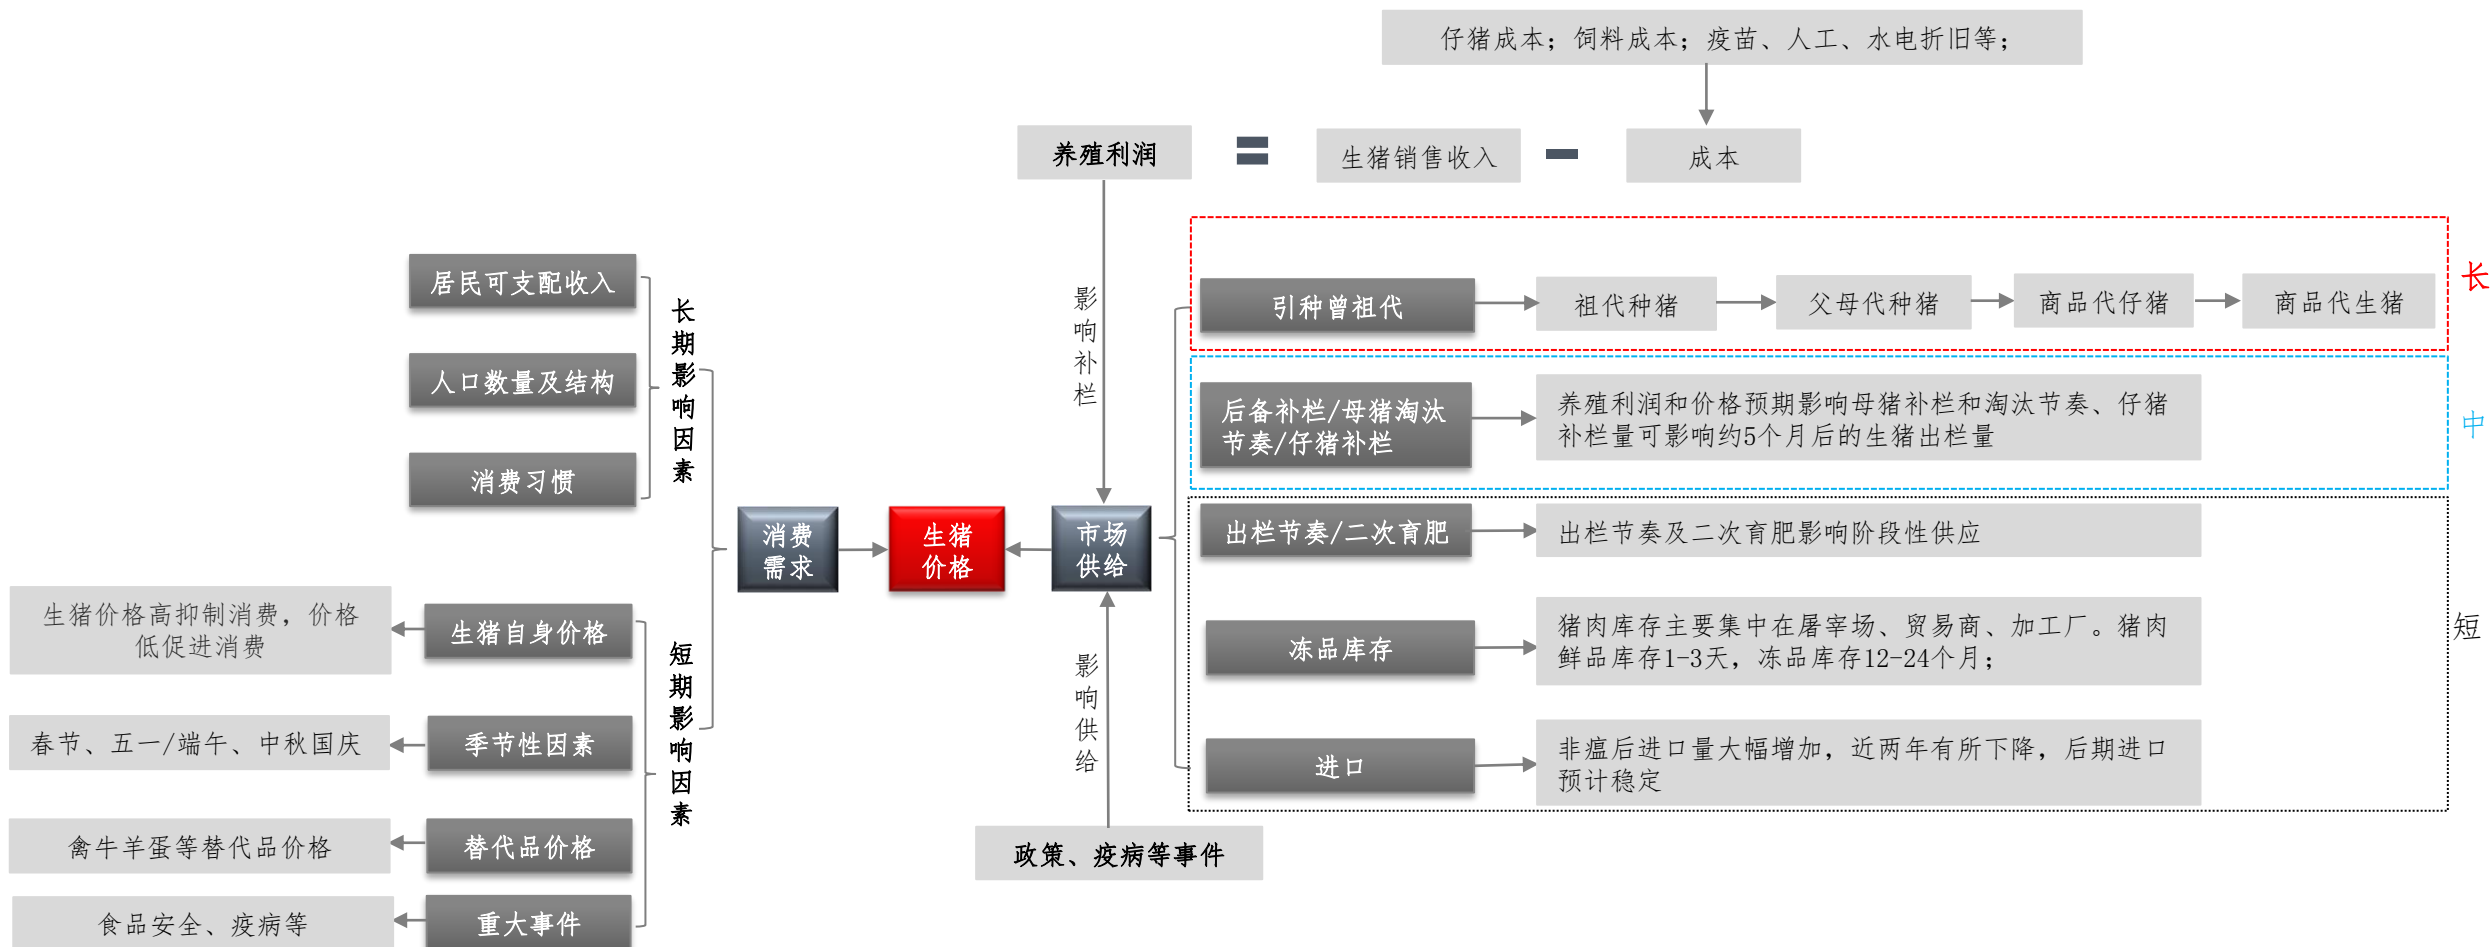 仔猪成本；饲料成本；疫苗、人工、水电折旧等；
养殖利润
=
生猪销售收入
-
成本
影响补栏
长
引种曾祖代
祖代种猪
父母代种猪
商品代仔猪
商品代生猪
中
后备补栏/母猪淘汰
节奏/仔猪补栏
养殖利润和价格预期影响母猪补栏和淘汰节奏、仔猪
补栏量可影响约5个月后的生猪出栏量
短
出栏节奏/二次育肥
出栏节奏及二次育肥影响阶段性供应
冻品库存
猪肉库存主要集中在屠宰场、贸易商、加工厂。猪肉
鲜品库存1-3天，冻品库存12-24个月；
进口
非瘟后进口量大幅增加，近两年有所下降，后期进口
预计稳定
居民可支配收入
人口数量及结构
消费习惯
长期影响因素
消费
需求
生猪
价格
市场
供给
生猪价格高抑制消费，价格
低促进消费
生猪自身价格
短期影响因素
春节、五一/端午、中秋国庆
季节性因素
禽牛羊蛋等替代品价格
替代品价格
食品安全、疫病等
重大事件
影响供给
政策、疫病等事件